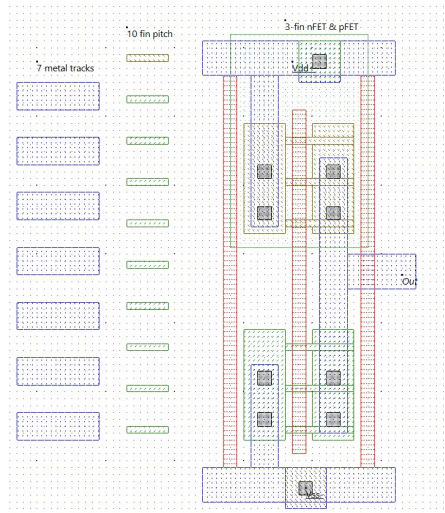 3-fin nFET & pFET
10 fin pitch
7 metal tracks
Vdd
Out
Vss